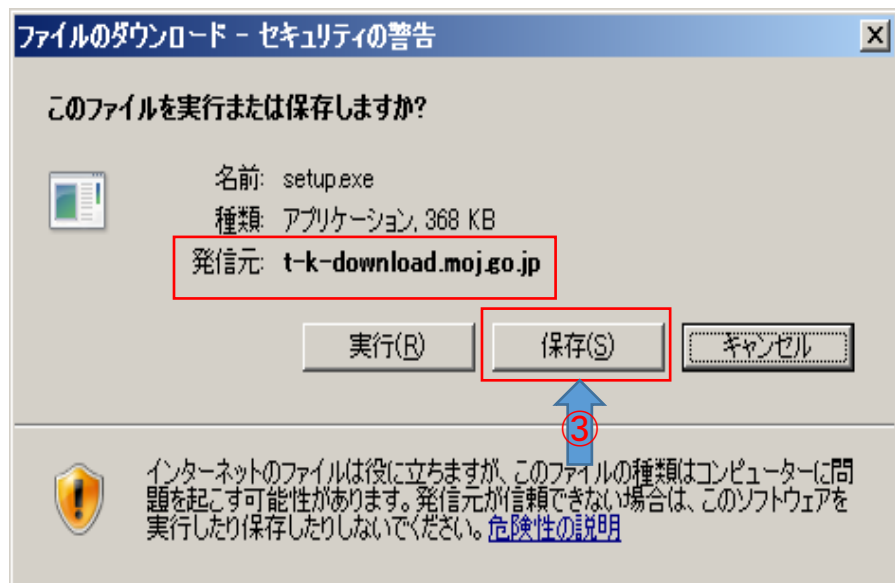 ファイルのダウンロード - セキュリティの警告
このファイルを実行または保存しますか?
名前: setup.exe
種類: アプリケーション, 368 KB
発信元: t-k-download.moj.go.jp
実行(R) 保存(S) キャンセル
③
インターネットのファイルは役に立ちますが、このファイルの種類はコンピューターに問
題を起こす可能性があります。発信元が信頼できない場合は、このソフトウェアを
実行したり保存したりしないでください。危険性の説明